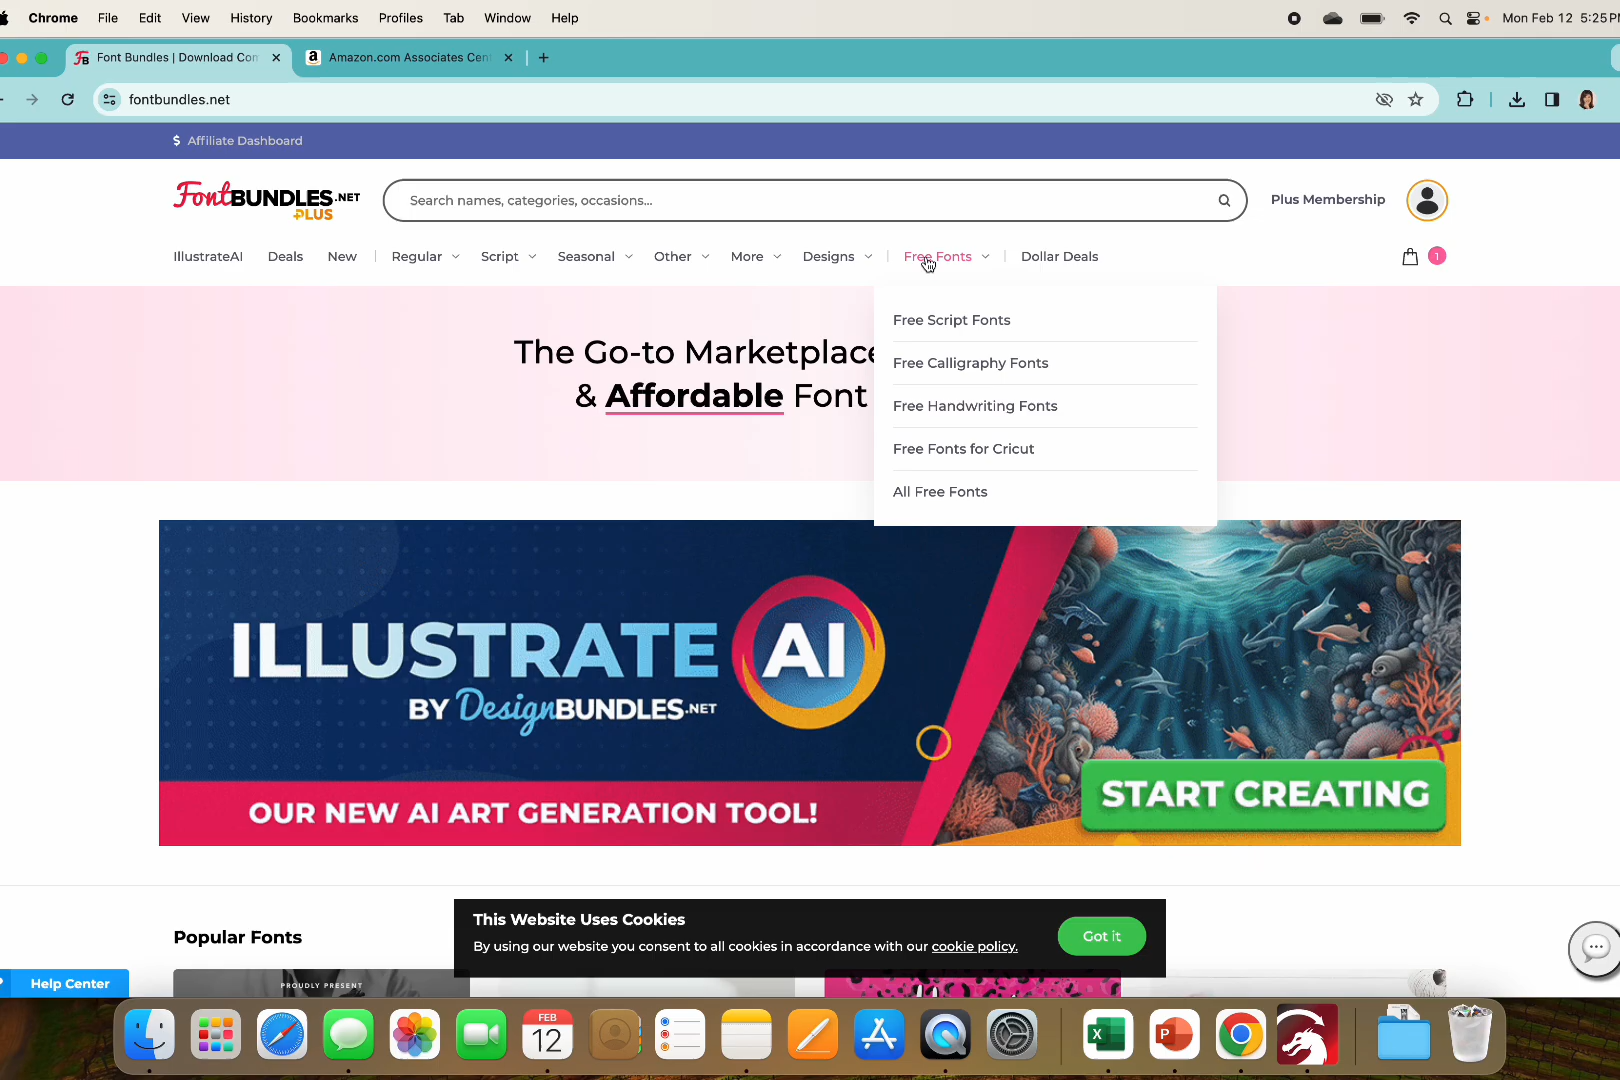 Chrome File Edit View History Bookmarks Profiles Tab Window Help Mon Feb 12 5:25
FB Font Bundles | Download Com Amazon.com Associates Cent
fontbundles.net
$ Affiliate Dashboard
FontBUNDLES.NET
PLUS
Search names, categories, occasions...
Plus Membership
IllustrateAI Deals New Regular Script Seasonal Other More Designs Free Fonts Dollar Deals
1
Free Script Fonts
Free Calligraphy Fonts
Free Handwriting Fonts
Free Fonts for Cricut
All Free Fonts
The Go-to Marketplace
& Affordable Font
ILLUSTRATE AI
BY DesignBUNDLES.NET
OUR NEW AI ART GENERATION TOOL!
START CREATING
Popular Fonts
This Website Uses Cookies
By using our website you consent to all cookies in accordance with our cookie policy.
Got it
PROUDLY PRESENT
Help Center
FEB
12
X
P